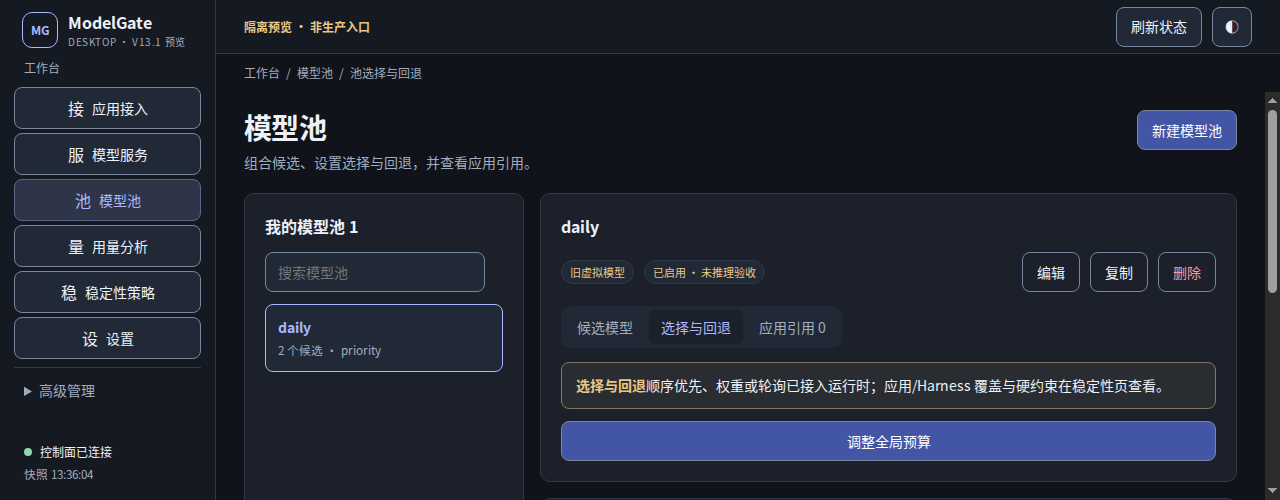 MG
ModelGate
DESKTOP · V13.1 预览
工作台
接 应用接入
服 模型服务
池 模型池
量 用量分析
稳 稳定性策略
设 设置
▶ 高级管理
控制面已连接
快照 13:36:04
隔离预览 · 非生产入口
刷新状态
工作台 / 模型池 / 池选择与回退
模型池
组合候选、设置选择与回退，并查看应用引用。
新建模型池
我的模型池 1
搜索模型池
daily
2 个候选 · priority
daily
旧虚拟模型 已启用 · 未推理验收
编辑 复制 删除
候选模型 选择与回退 应用引用 0
选择与回退顺序优先、权重或轮询已接入运行时；应用/Harness 覆盖与硬约束在稳定性页查看。
调整全局预算